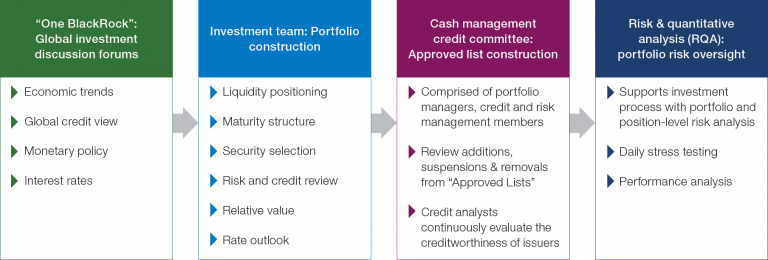 “One BlackRock”:
Global investment
discussion forums
Economic trends
Global credit view
Monetary policy
Interest rates
Investment team: Portfolio
construction
Liquidity positioning
Maturity structure
Security selection
Risk and credit review
Relative value
Rate outlook
Cash management
credit committee:
Approved list construction
Comprised of portfolio
managers, credit and risk
management members
Review additions,
suspensions & removals
from “Approved Lists”
Credit analysts
continuously evaluate the
creditworthiness of issuers
Risk & quantitative
analysis (RQA):
portfolio risk oversight
Supports investment
process with portfolio and
position-level risk analysis
Daily stress testing
Performance analysis